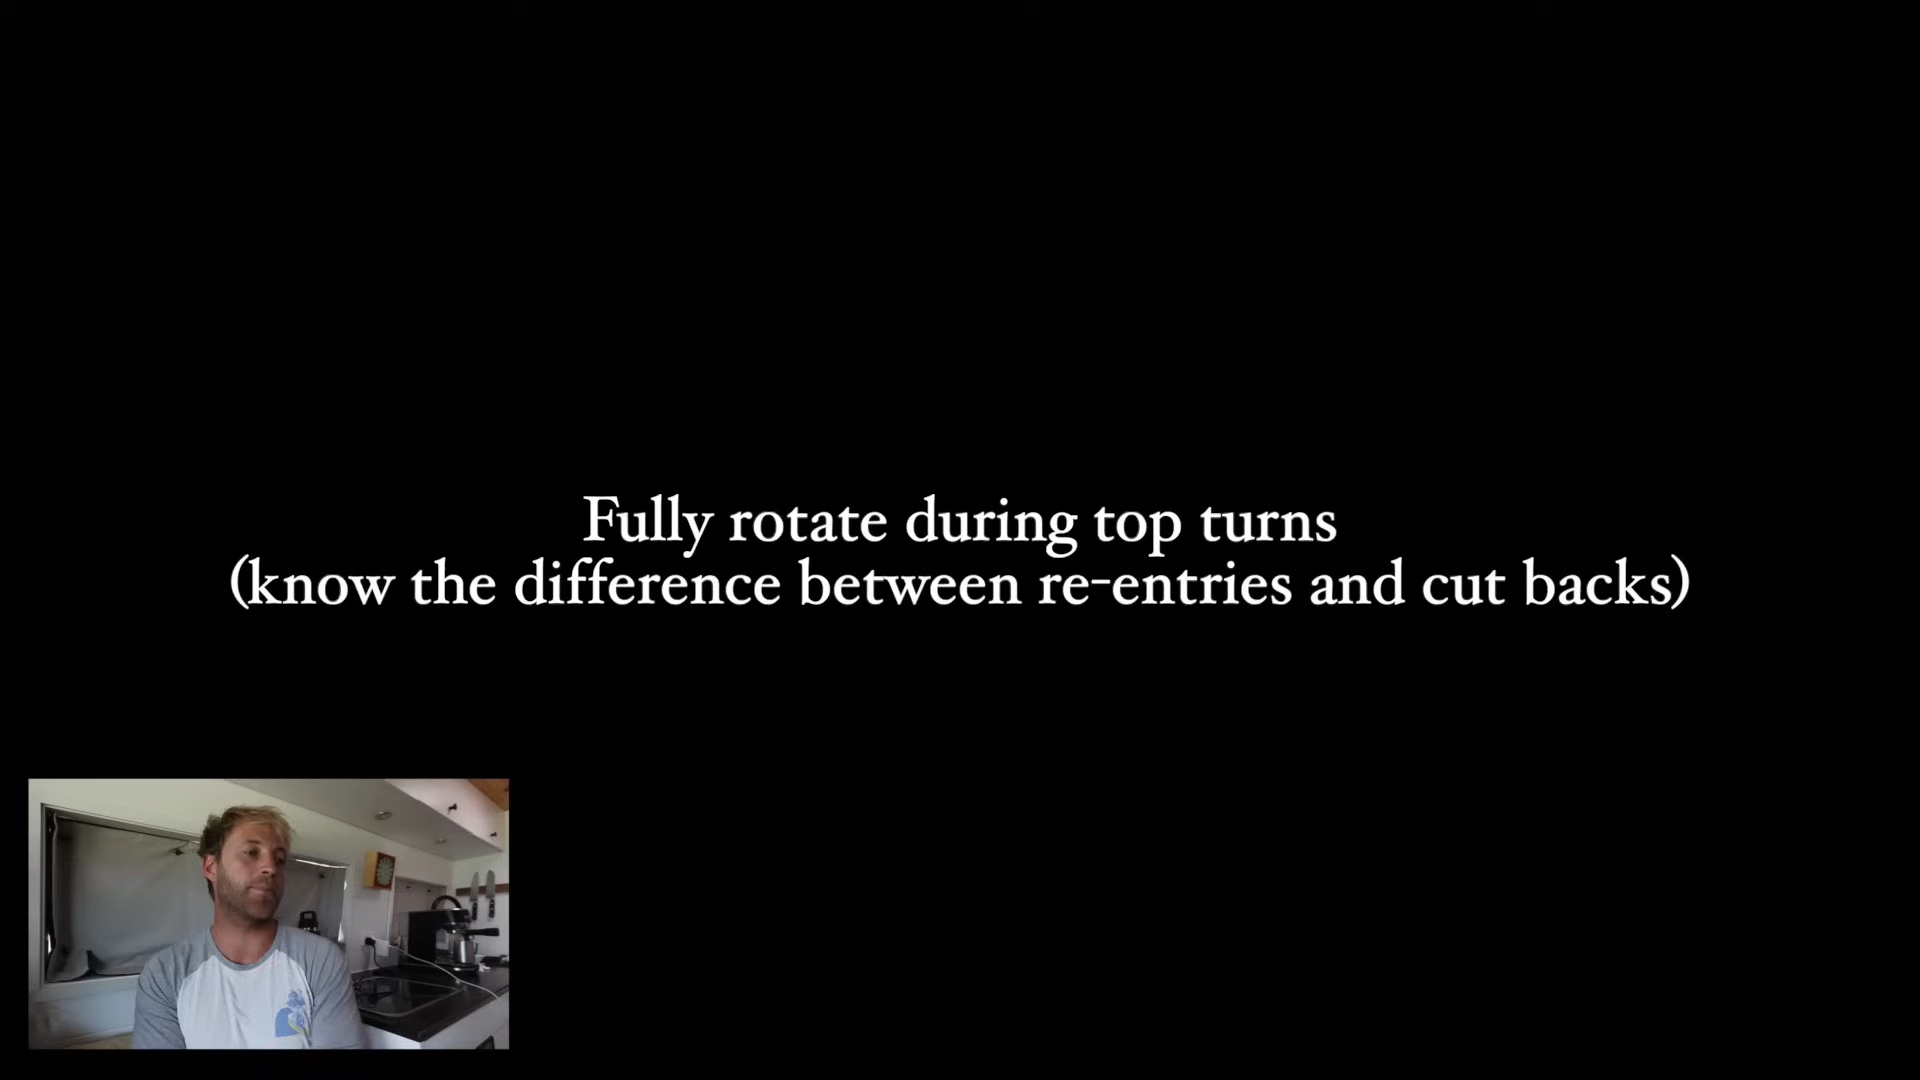 Fully rotate during top turns
(know the difference between re-entries and cut backs)